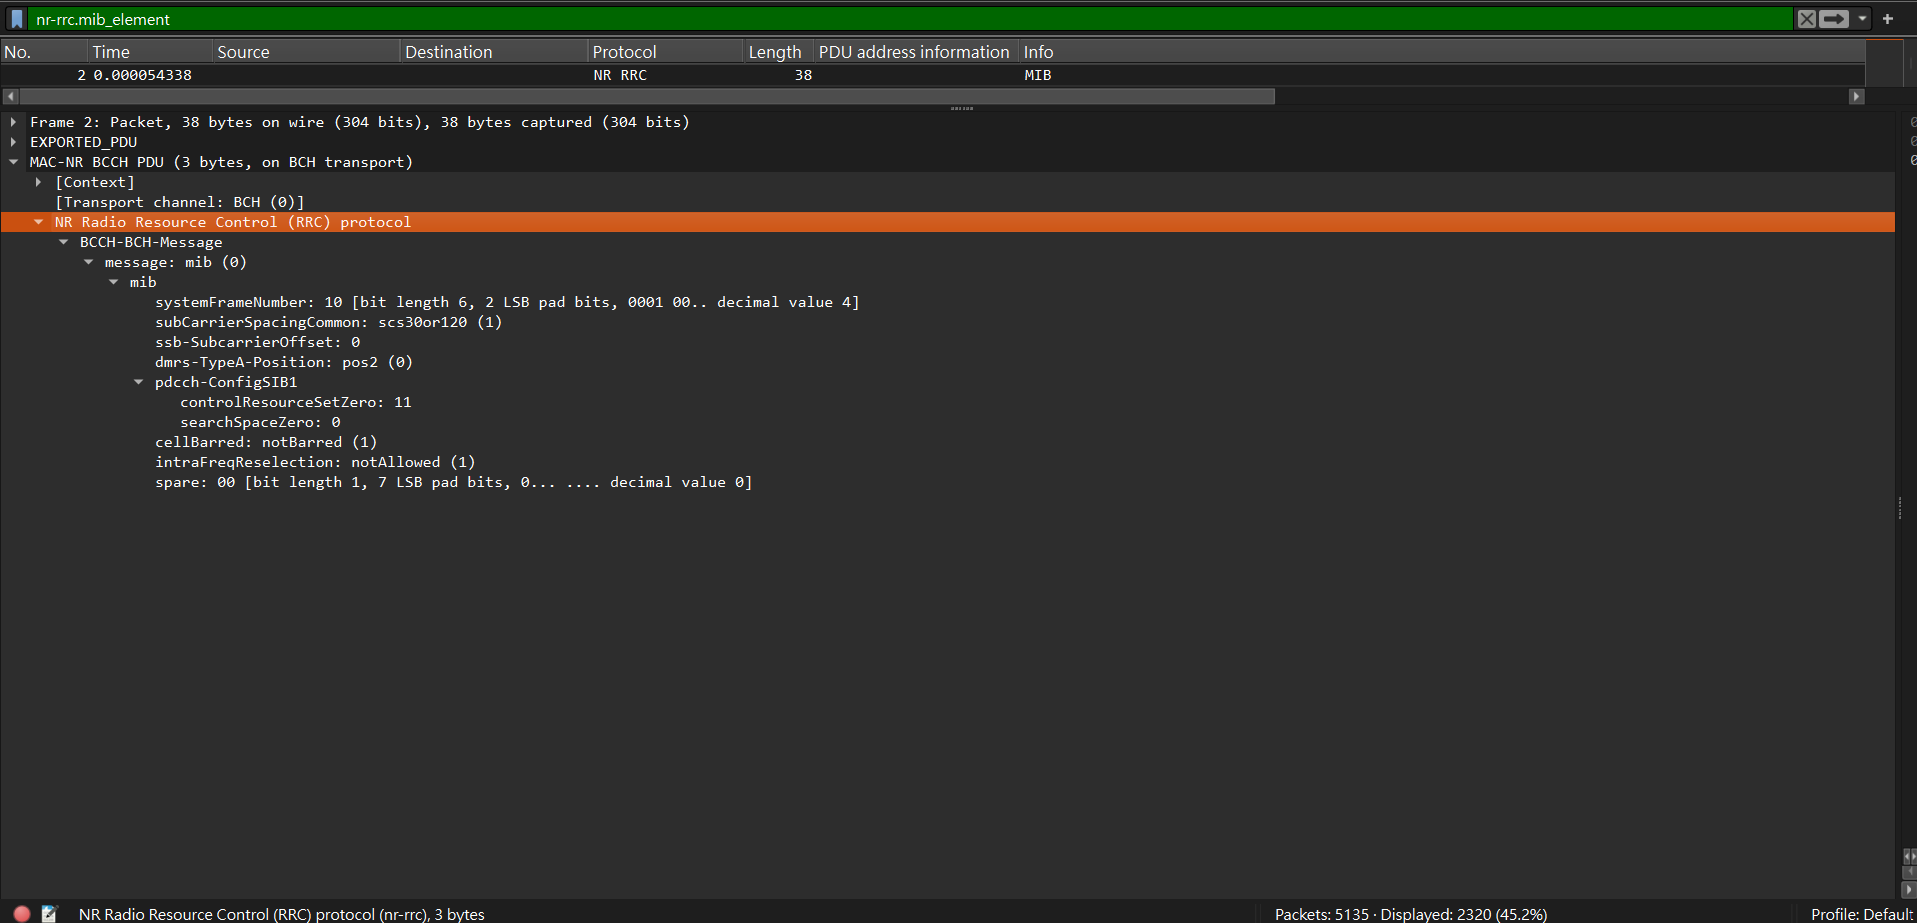 nr-rrc.mib_element
No. Time Source Destination Protocol Length PDU address information Info
2 0.000054338 NR RRC 38 MIB
Frame 2: Packet, 38 bytes on wire (304 bits), 38 bytes captured (304 bits)
EXPORTED_PDU
MAC-NR BCCH PDU (3 bytes, on BCH transport)
[Context]
[Transport channel: BCH (0)]
NR Radio Resource Control (RRC) protocol
BCCH-BCH-Message
message: mib (0)
mib
systemFrameNumber: 10 [bit length 6, 2 LSB pad bits, 0001 00.. decimal value 4]
subCarrierSpacingCommon: scs30or120 (1)
ssb-SubcarrierOffset: 0
dmrs-TypeA-Position: pos2 (0)
pdcch-ConfigSIB1
controlResourceSetZero: 11
searchSpaceZero: 0
cellBarred: notBarred (1)
intraFreqReselection: notAllowed (1)
spare: 00 [bit length 1, 7 LSB pad bits, 0... .... decimal value 0]
NR Radio Resource Control (RRC) protocol (nr-rrc), 3 bytes
Packets: 5135 · Displayed: 2320 (45.2%)
Profile: Default